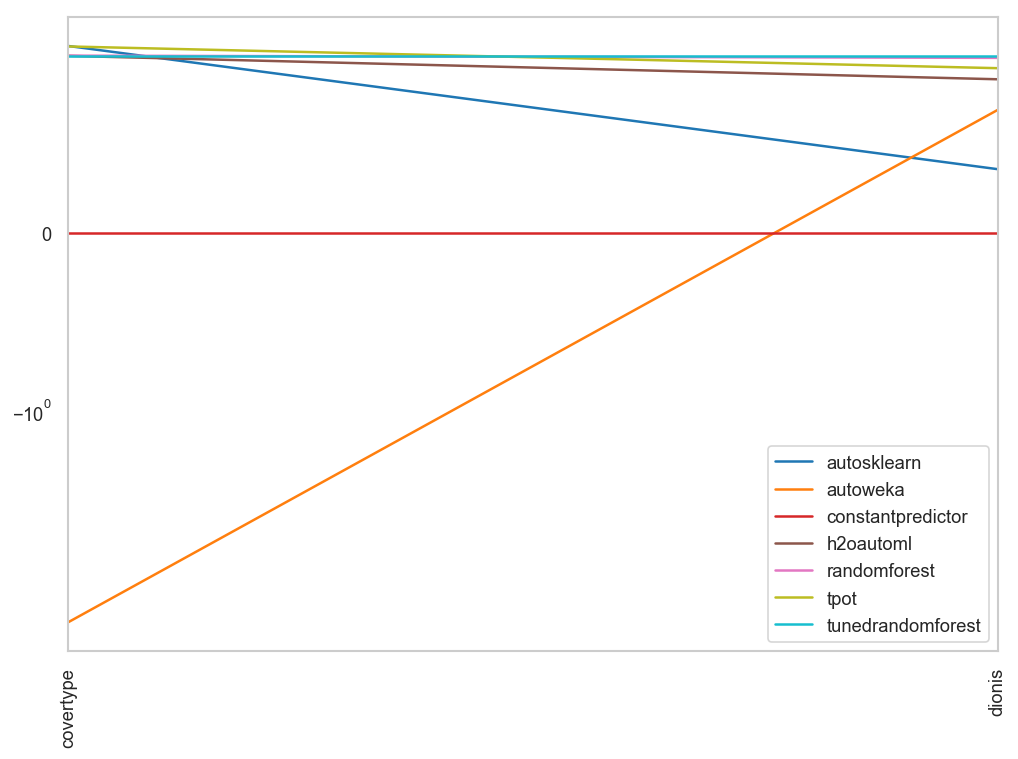 0
−10⁰
autosklearn
autoweka
constantpredictor
h2oautoml
randomforest
tpot
tunedrandomforest
covertype
dionis